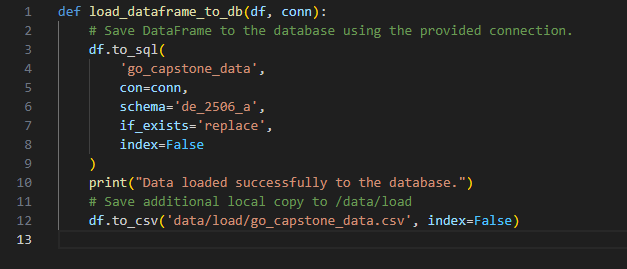 1 def load_dataframe_to_db(df, conn):
2     # Save DataFrame to the database using the provided connection.
3     df.to_sql(
4         'go_capstone_data',
5         con=conn,
6         schema='de_2506_a',
7         if_exists='replace',
8         index=False
9     )
10     print("Data loaded successfully to the database.")
11     # Save additional local copy to /data/load
12     df.to_csv('data/load/go_capstone_data.csv', index=False)
13